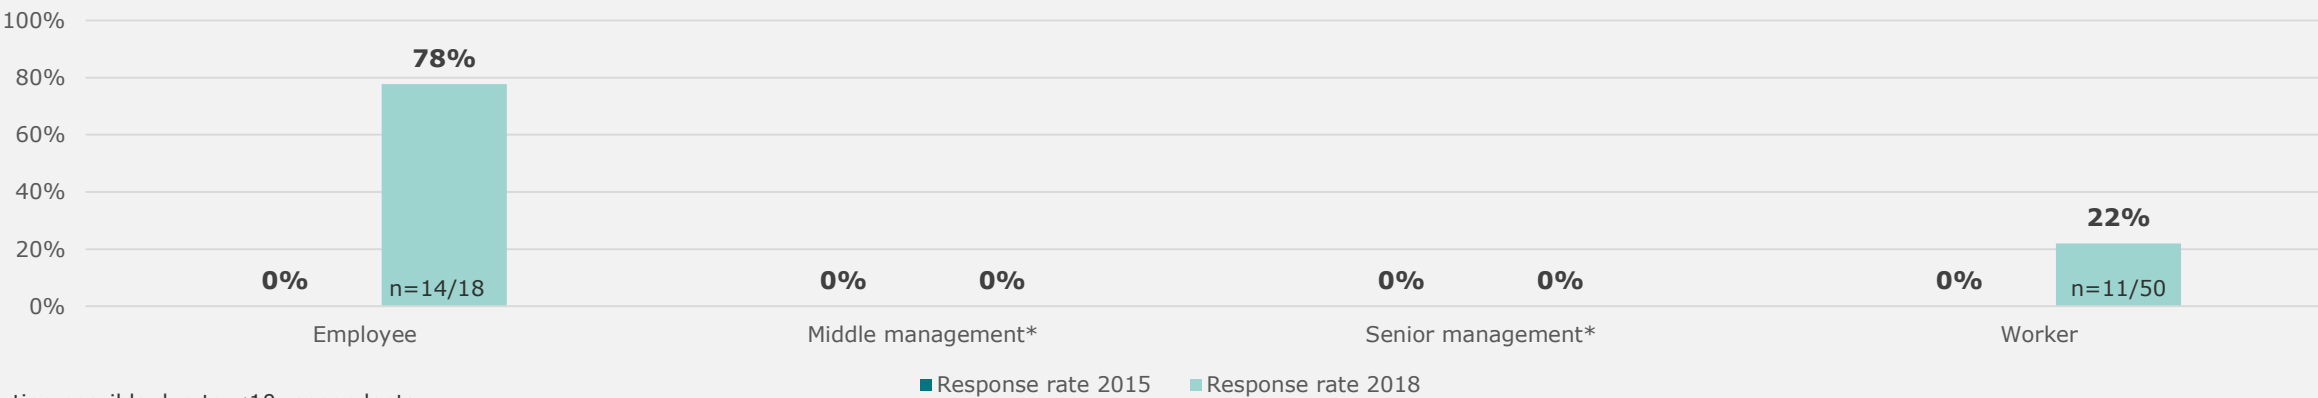 100%
78%
80%
60%
40%
22%
20%
0% 0% 0% 0% 0% 0%
n=14/18 n=11/50
0%
Employee Middle management* Senior management* Worker
Response rate 2015 Response rate 2018